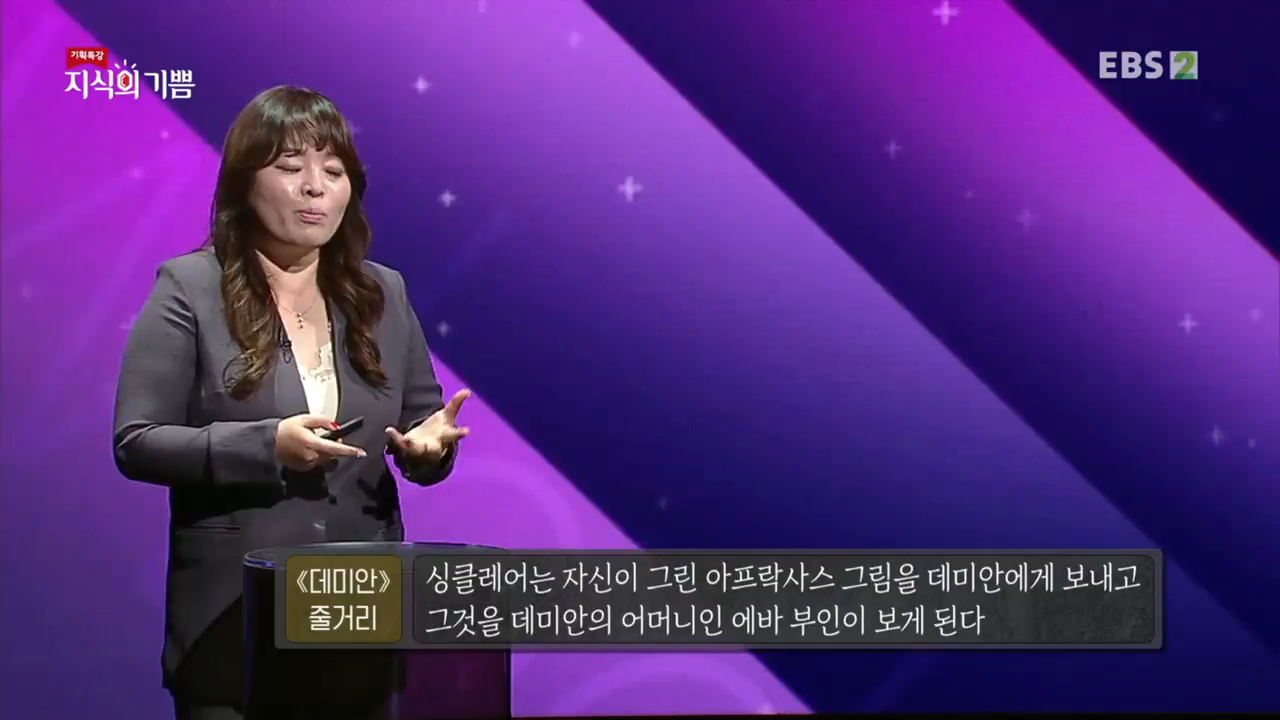 기획특강
지식의 기쁨
EBS 2
《데미안》
줄거리
싱클레어는 자신이 그린 아프락사스 그림을 데미안에게 보내고
그것을 데미안의 어머니인 에바 부인이 보게 된다